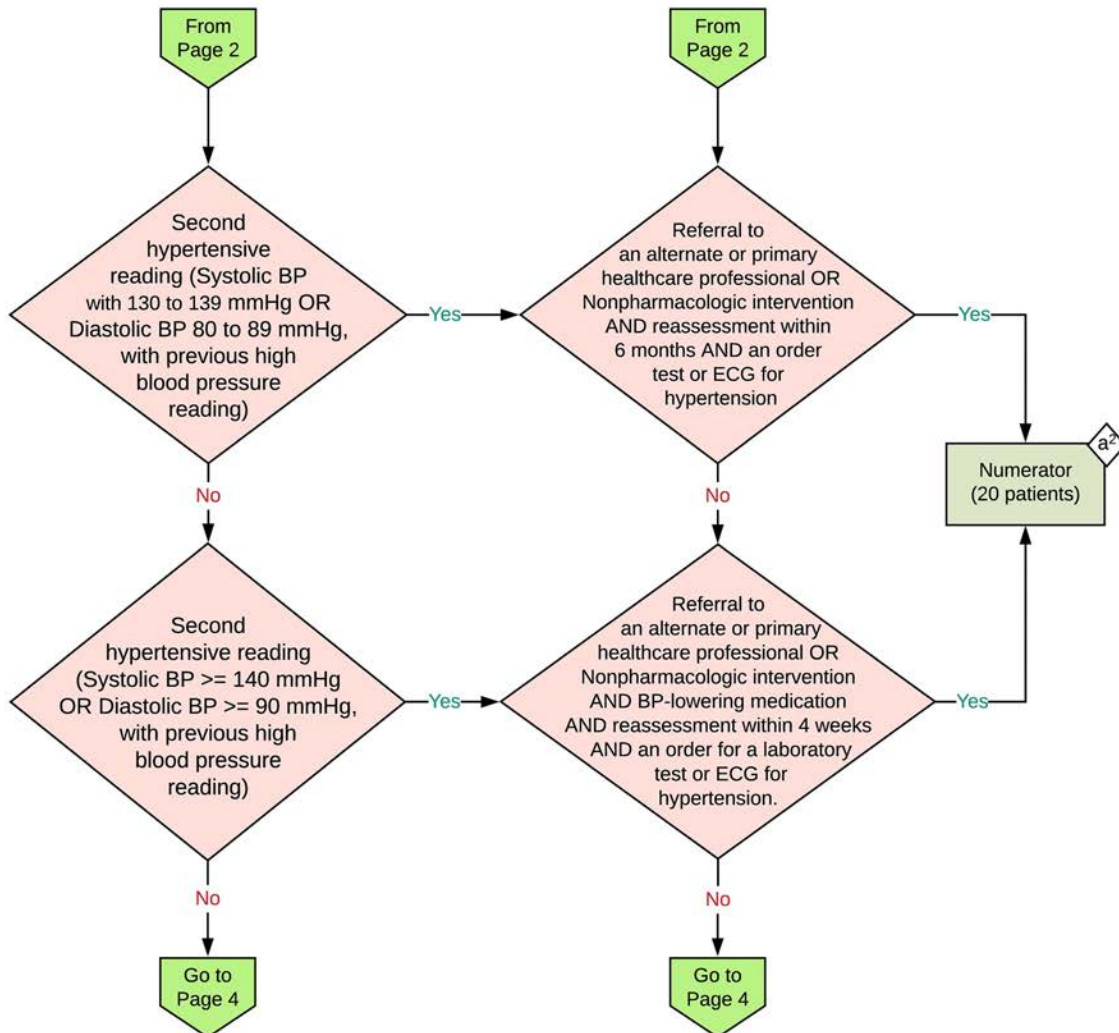 From
Page 2
From
Page 2
Second
hypertensive
reading (Systolic BP
with 130 to 139 mmHg OR
Diastolic BP 80 to 89 mmHg,
with previous high
blood pressure
reading)
Yes
Referral to
an alternate or primary
healthcare professional OR
Nonpharmacologic intervention
AND reassessment within
6 months AND an order
test or ECG for
hypertension
Yes
a²
Numerator
(20 patients)
No
No
Second
hypertensive reading
(Systolic BP >= 140 mmHg
OR Diastolic BP >= 90 mmHg,
with previous high
blood pressure
reading)
Yes
Referral to
an alternate or primary
healthcare professional OR
Nonpharmacologic intervention
AND BP-lowering medication
AND reassessment within 4 weeks
AND an order for a laboratory
test or ECG for
hypertension.
Yes
No
No
Go to
Page 4
Go to
Page 4